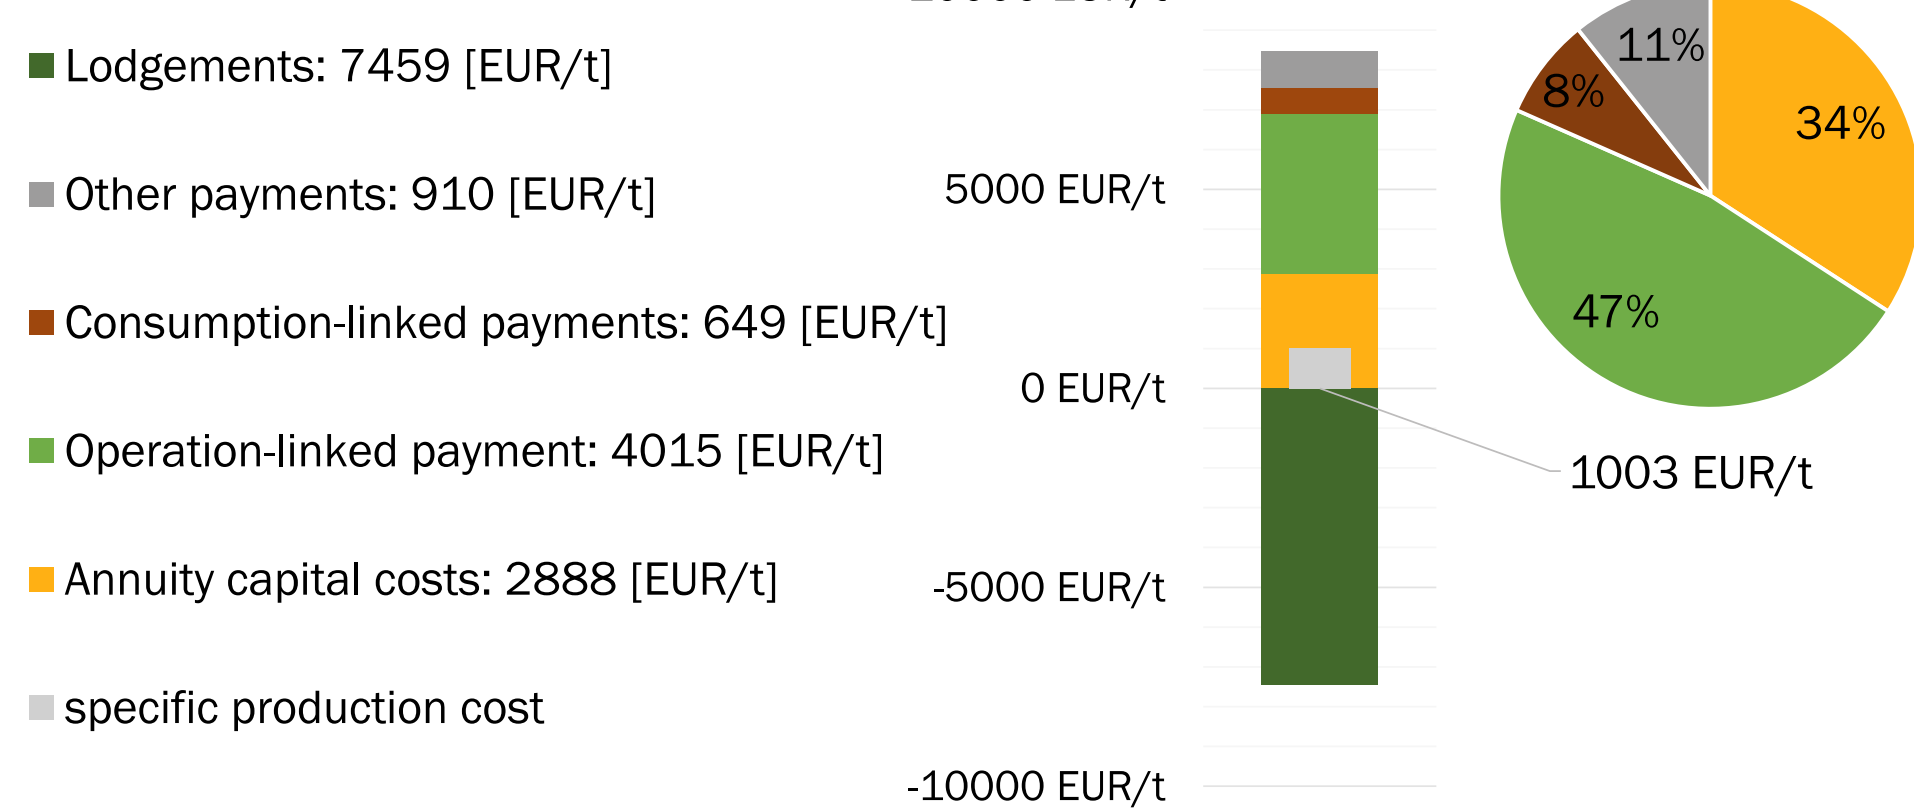 Lodgements: 7459 [EUR/t]
Other payments: 910 [EUR/t]
Consumption-linked payments: 649 [EUR/t]
Operation-linked payment: 4015 [EUR/t]
Annuity capital costs: 2888 [EUR/t]
specific production cost
5000 EUR/t
0 EUR/t
-5000 EUR/t
-10000 EUR/t
11%
8%
34%
47%
1003 EUR/t